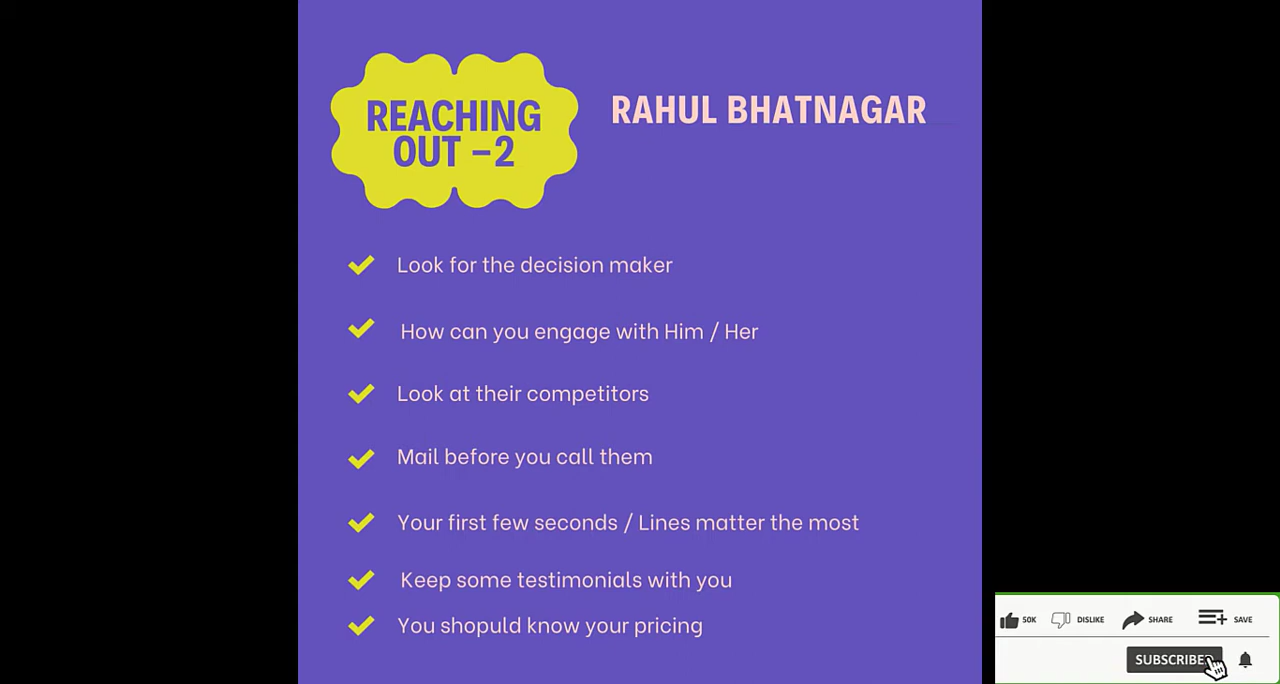 REACHING
OUT –2
RAHUL BHATNAGAR
Look for the decision maker
How can you engage with Him / Her
Look at their competitors
Mail before you call them
Your first few seconds / Lines matter the most
Keep some testimonials with you
You shopuld know your pricing
50K DISLIKE SHARE SAVE
SUBSCRIBED